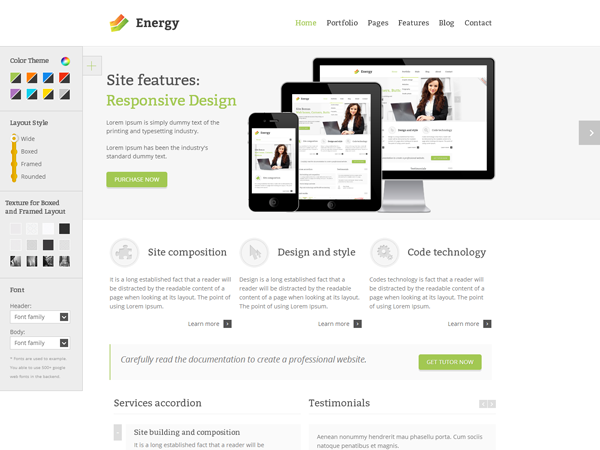 Energy
Home Portfolio Pages Features Blog Contact
Color Theme
Layout Style
Wide
Boxed
Framed
Rounded
Texture for Boxed
and Framed Layout
Font
Header:
Font family
Body:
Font family
* Fonts are used to example.
You able to use 500+ google
web fonts in the backend.
+
Site features:
Responsive Design
Lorem Ipsum is simply dummy text of the
printing and typesetting industry.
Lorem Ipsum has been the industry's
standard dummy text.
PURCHASE NOW
Energy
Energy
Energy
Site composition
It is a long established fact that a reader will
be distracted by the readable content of a
page when looking at its layout. The point of
using Lorem Ipsum.
Learn more
Design and style
Design is a long established fact that a reader will
be distracted by the readable content of a
page when looking at its layout. The point of
using Lorem Ipsum.
Learn more
Code technology
Codes technology is fact that a reader will
be distracted by the readable content of a
page when looking at its layout. The point of
using Lorem Ipsum.
Learn more
Carefully read the documentation to create a professional website.
GET TUTOR NOW
Services accordion
Site building and composition
It is a long established fact that a reader will be
Testimonials
Aenean nonummy hendrerit mau phasellu porta. Cum sociis
natoque penatibus et magnis.